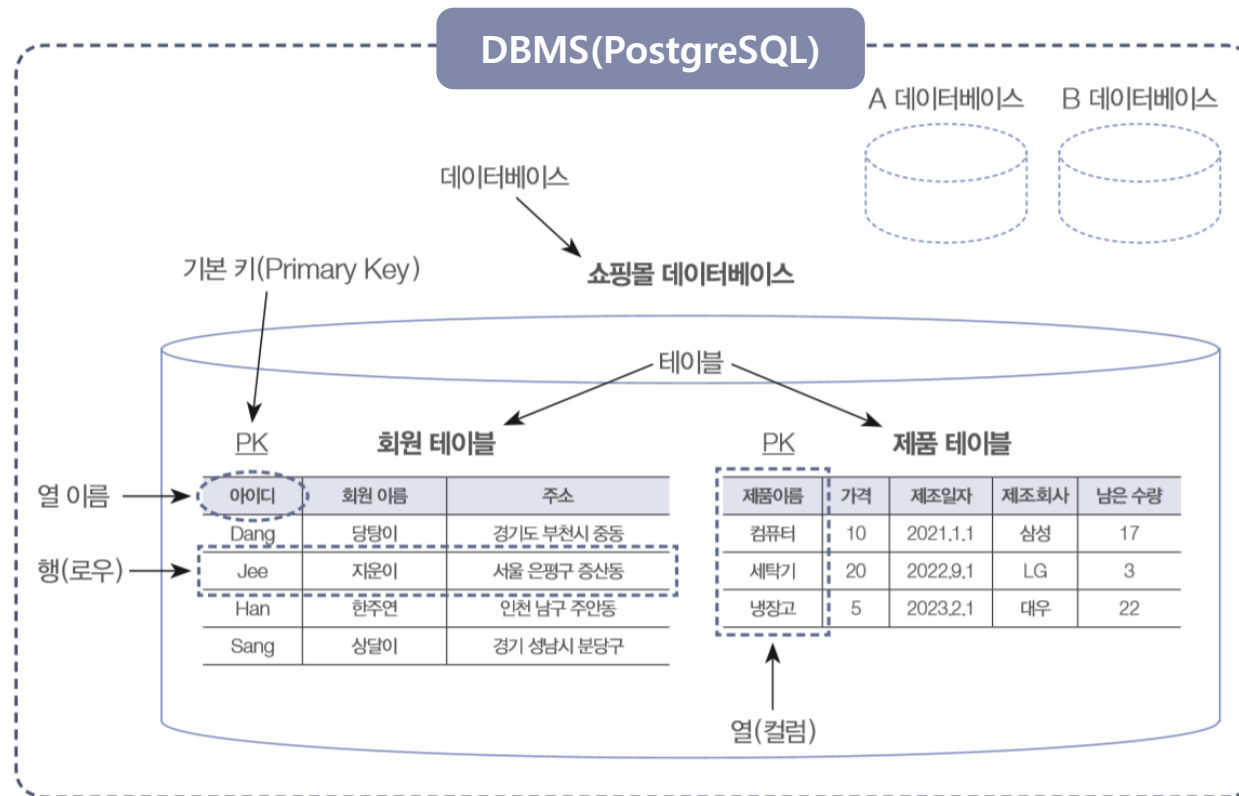 DBMS(PostgreSQL)
A 데이터베이스 B 데이터베이스
데이터베이스
기본 키(Primary Key)
쇼핑몰 데이터베이스
테이블
PK 회원 테이블
열 이름
아이디 회원 이름 주소
Dang 당탕이 경기도 부천시 중동
행(로우)
Jee 지운이 서울 은평구 증산동
Han 한주연 인천 남구 주안동
Sang 상달이 경기 성남시 분당구
PK 제품 테이블
제품이름 가격 제조일자 제조회사 남은 수량
컴퓨터 10 2021.1.1 삼성 17
세탁기 20 2022.9.1 LG 3
냉장고 5 2023.2.1 대우 22
열(컬럼)